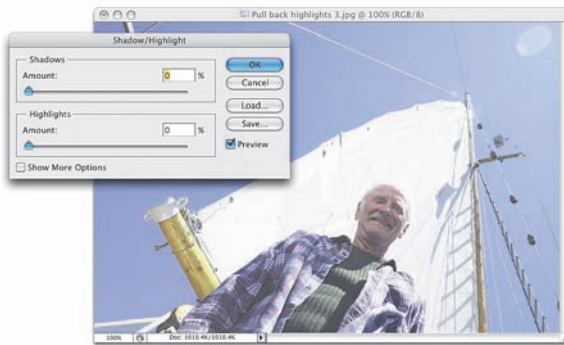 Pull back highlights 3.jpg @ 100% (RGB/8)
Shadow/Highlight
Shadows
Amount:
0
%
Highlights
Amount:
0
%
Show More Options
OK
Cancel
Load...
Save...
Preview
100%
Doc: 1010.4K/1010.4K